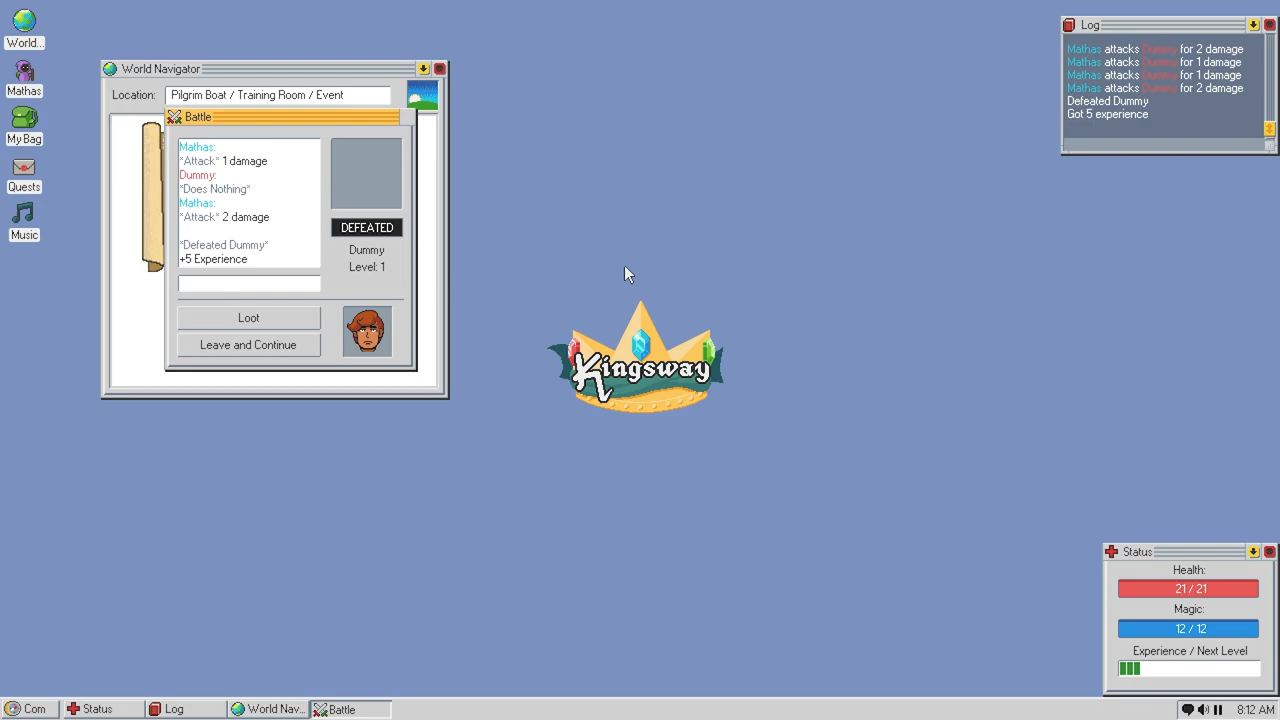 World...
Mathas
My Bag
Quests
Music
World Navigator
Location:
Pilgrim Boat / Training Room / Event
Battle
Mathas:
*Attack* 1 damage
Dummy:
*Does Nothing*
Mathas:
*Attack* 2 damage
*Defeated Dummy*
+5 Experience
DEFEATED
Dummy
Level: 1
Loot
Leave and Continue
Kingsway
Log
Mathas attacks Dummy for 2 damage
Mathas attacks Dummy for 1 damage
Mathas attacks Dummy for 1 damage
Mathas attacks Dummy for 2 damage
Defeated Dummy
Got 5 experience
Status
Health:
21 / 21
Magic:
12 / 12
Experience / Next Level
Com
Status
Log
World Nav...
Battle
8:12 AM